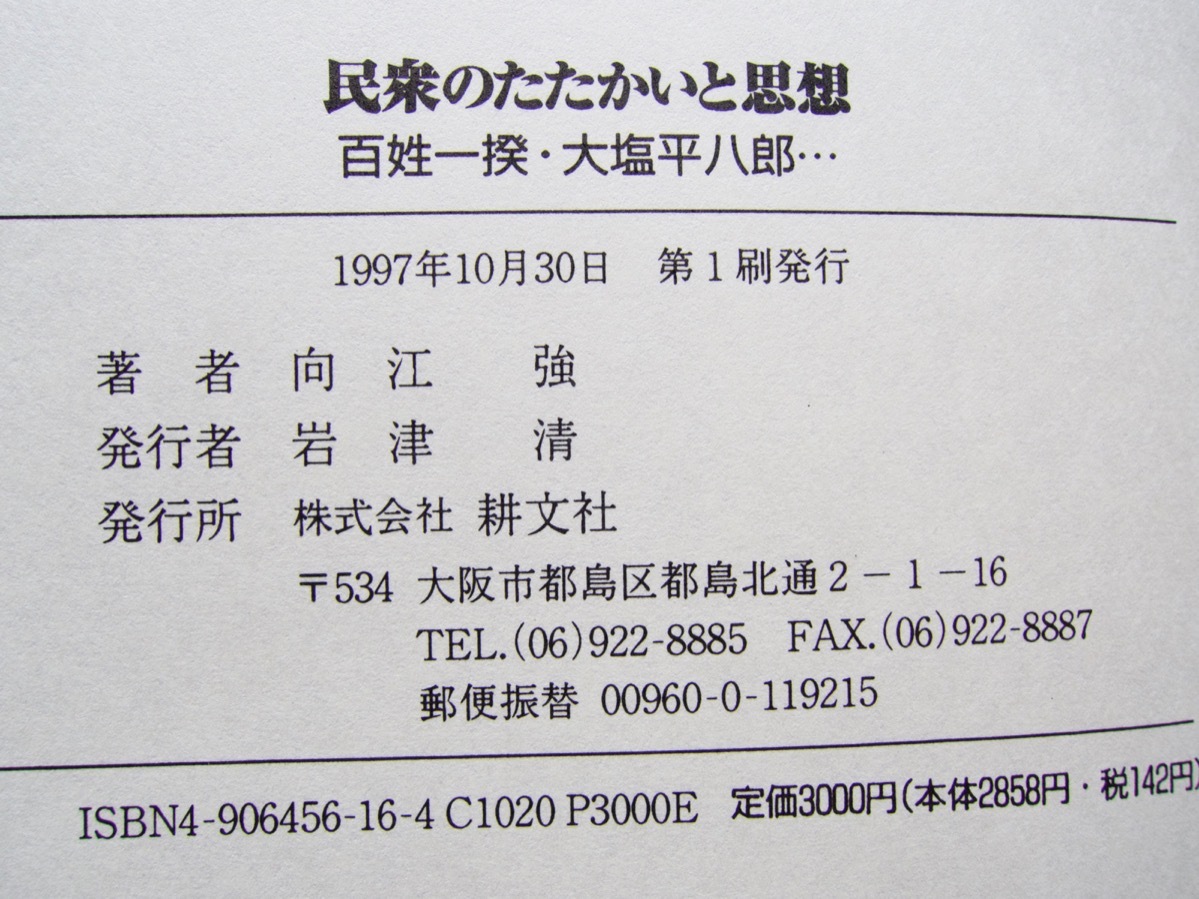 民衆のたたかいと思想
百姓一揆・大塩平八郎…
1997年10月30日　第1刷発行
著　者　向　江　　強
発行者　岩　津　　清
発行所　株式会社 耕文社
〒534 大阪市都島区都島北通2－1－16
TEL.(06)922-8885　FAX.(06)922-8887
郵便振替 00960-0-119215
ISBN4-906456-16-4 C1020 P3000E 定価3000円(本体2858円・税142円)